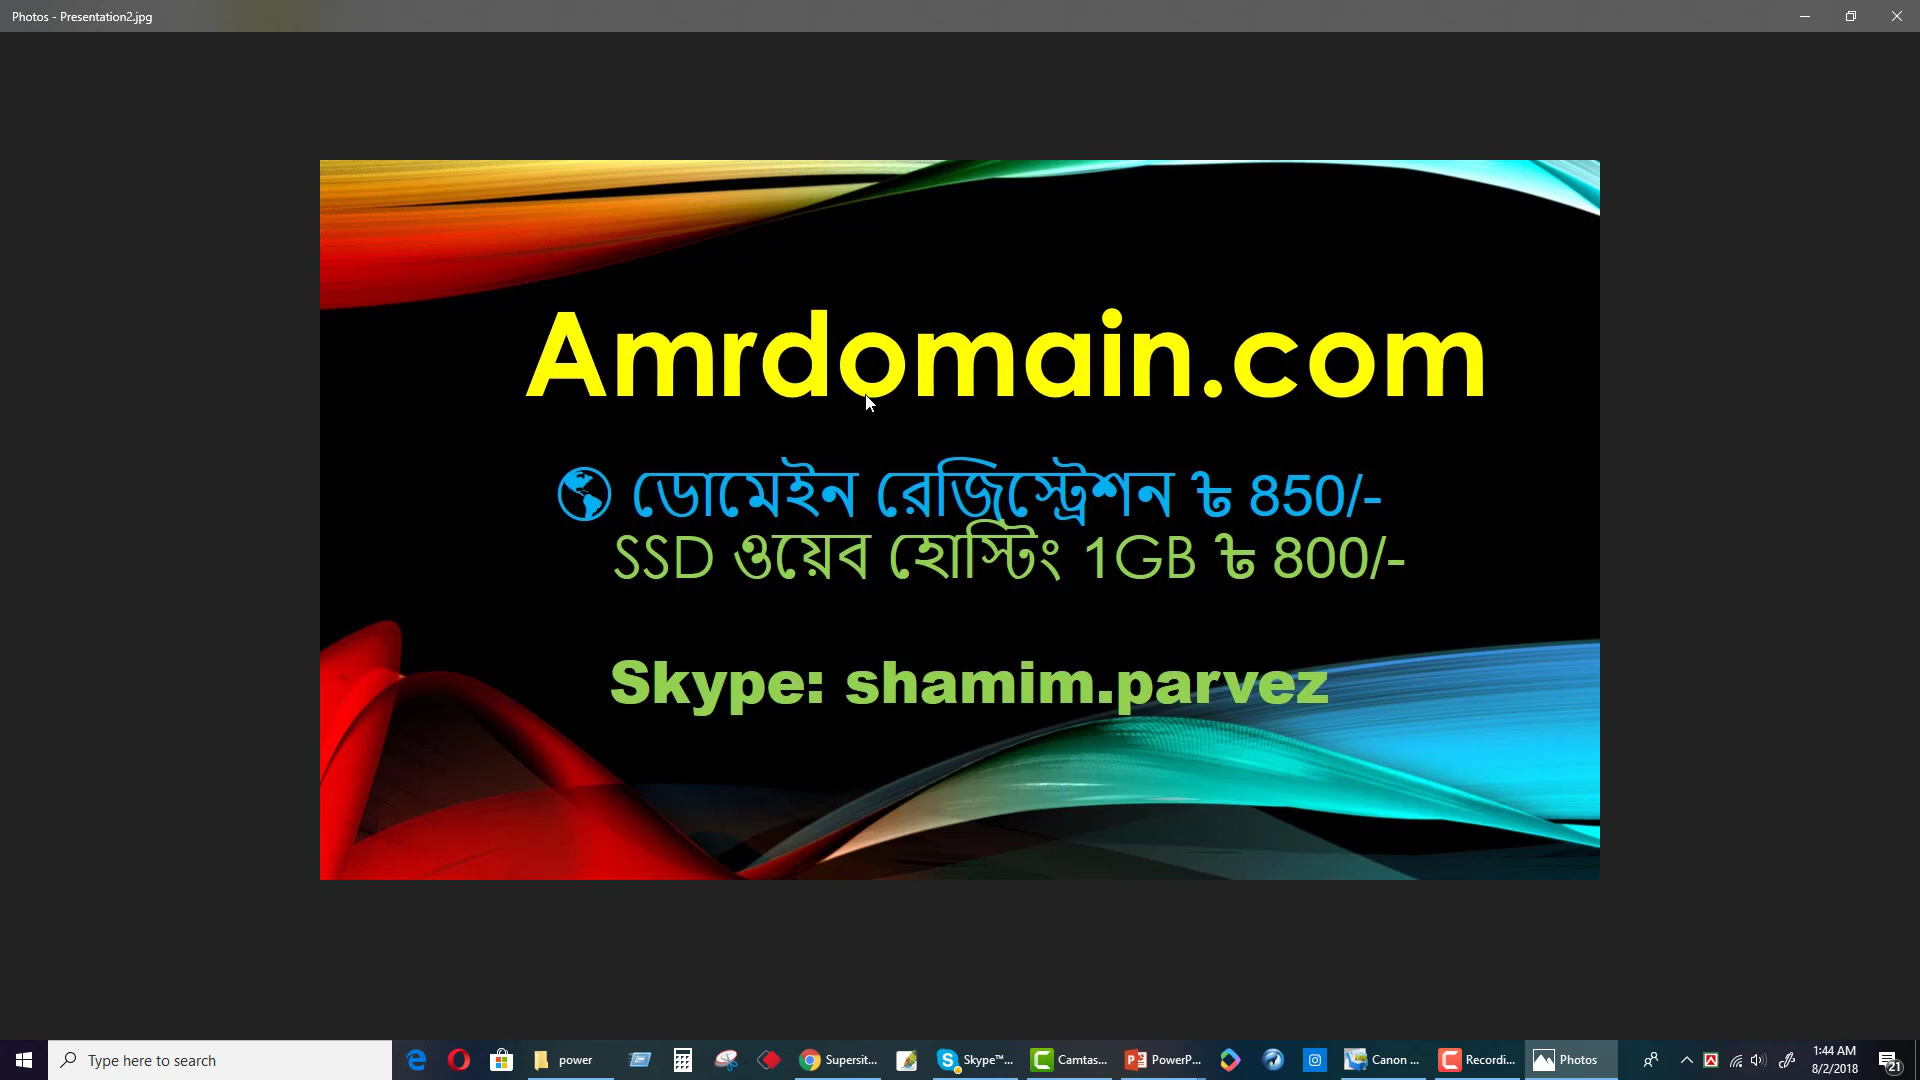 Photos - Presentation2.jpg
Amrdomain.com
ডোমেইন রেজিস্ট্রেশন ৳ 850/-
SSD ওয়েব হোস্টিং 1GB ৳ 800/-
Skype: shamim.parvez
Type here to search
power
Supersit...
Skype™...
Camtas...
PowerP...
Canon ...
Recordi...
Photos
1:44 AM
8/2/2018
21